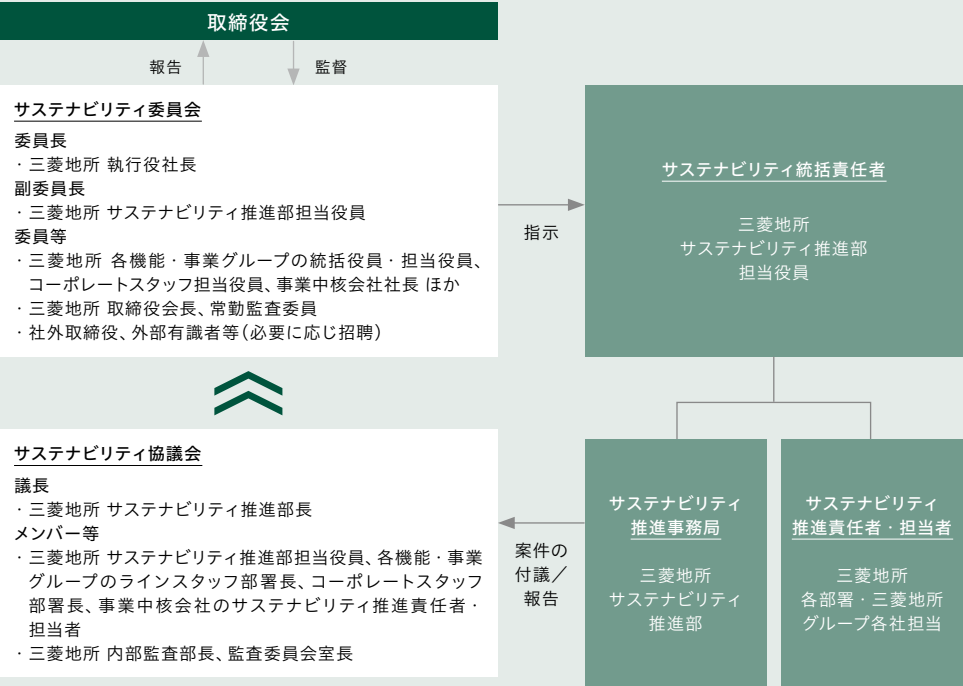 取締役会
報告
監督
サステナビリティ委員会
委員長
・三菱地所 執行役社長
副委員長
・三菱地所 サステナビリティ推進部担当役員
委員等
・三菱地所 各機能・事業グループの統括役員・担当役員、
コーポレートスタッフ担当役員、事業中核会社社長 ほか
・三菱地所 取締役会長、常勤監査委員
・社外取締役、外部有識者等(必要に応じ招聘)
指示
サステナビリティ統括責任者
三菱地所
サステナビリティ推進部
担当役員
サステナビリティ協議会
議長
・三菱地所 サステナビリティ推進部長
メンバー等
・三菱地所 サステナビリティ推進部担当役員、各機能・事業
グループのラインスタッフ部署長、コーポレートスタッフ
部署長、事業中核会社のサステナビリティ推進責任者・
担当者
・三菱地所 内部監査部長、監査委員会室長
案件の
付議/
報告
サステナビリティ
推進事務局
三菱地所
サステナビリティ
推進部
サステナビリティ
推進責任者・担当者
三菱地所
各部署・三菱地所
グループ各社担当